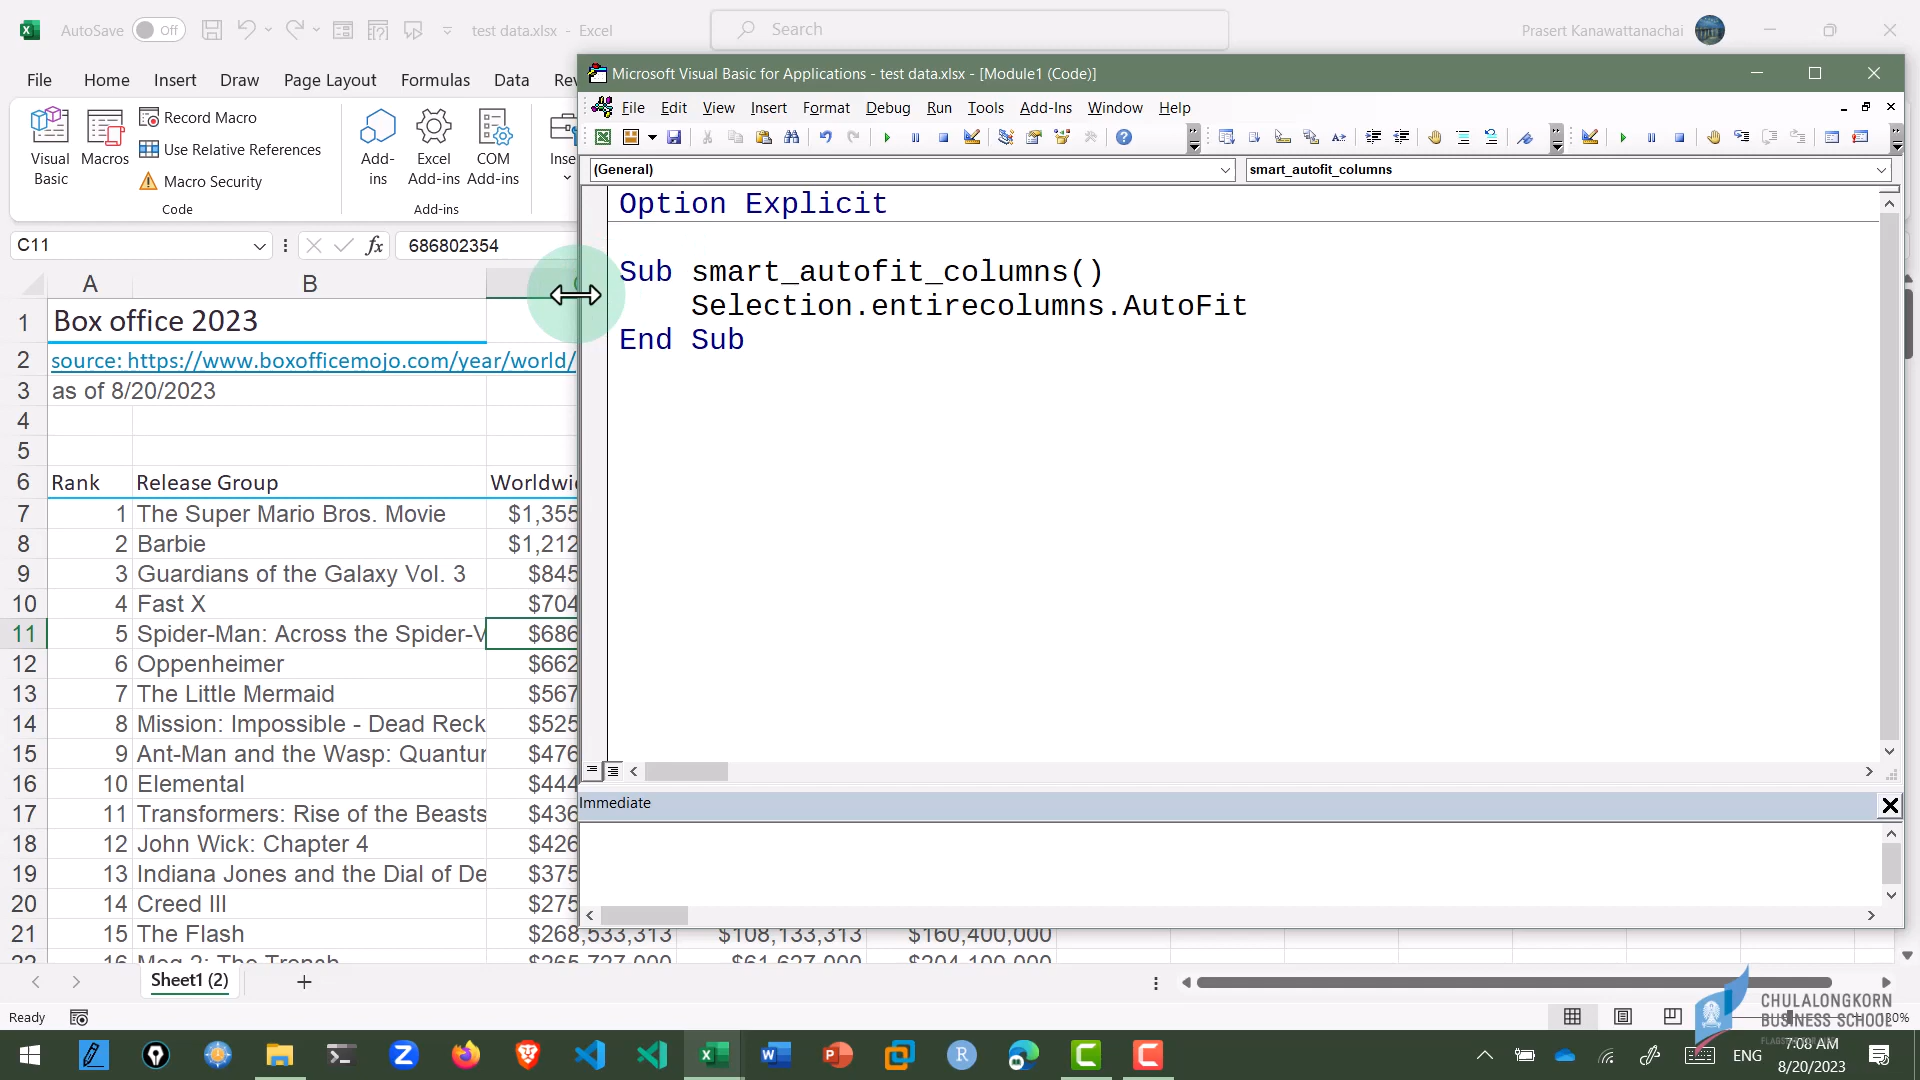 AutoSave Off test data.xlsx - Excel Search Prasert Kanawattanachai
File Home Insert Draw Page Layout Formulas Data
Visual Basic
Macros
Record Macro
Use Relative References
Macro Security
Code
Add-ins
Excel Add-ins
COM Add-ins
Add-ins
C11 fx 686802354
A B
1 Box office 2023
2 source: https://www.boxofficemojo.com/year/world/
3 as of 8/20/2023
4
5
6 Rank Release Group
7 1 The Super Mario Bros. Movie $1,355
8 2 Barbie $1,212
9 3 Guardians of the Galaxy Vol. 3 $845
10 4 Fast X $704
11 5 Spider-Man: Across the Spider-V $686
12 6 Oppenheimer $662
13 7 The Little Mermaid $567
14 8 Mission: Impossible - Dead Reck $525
15 9 Ant-Man and the Wasp: Quantur $476
16 10 Elemental $444
17 11 Transformers: Rise of the Beasts $436
18 12 John Wick: Chapter 4 $426
19 13 Indiana Jones and the Dial of De $375
20 14 Creed III $275
21 15 The Flash $268,533,313 $108,133,313 $160,400,000
Sheet1 (2)
Ready
Microsoft Visual Basic for Applications - test data.xlsx - [Module1 (Code)]
File Edit View Insert Format Debug Run Tools Add-Ins Window Help
(General) smart_autofit_columns
Option Explicit
Sub smart_autofit_columns()
Selection.entirecolumns.AutoFit
End Sub
Immediate
CHULALONGKORN
BUSINESS SCHOOL
ENG
7:08 AM
8/20/2023